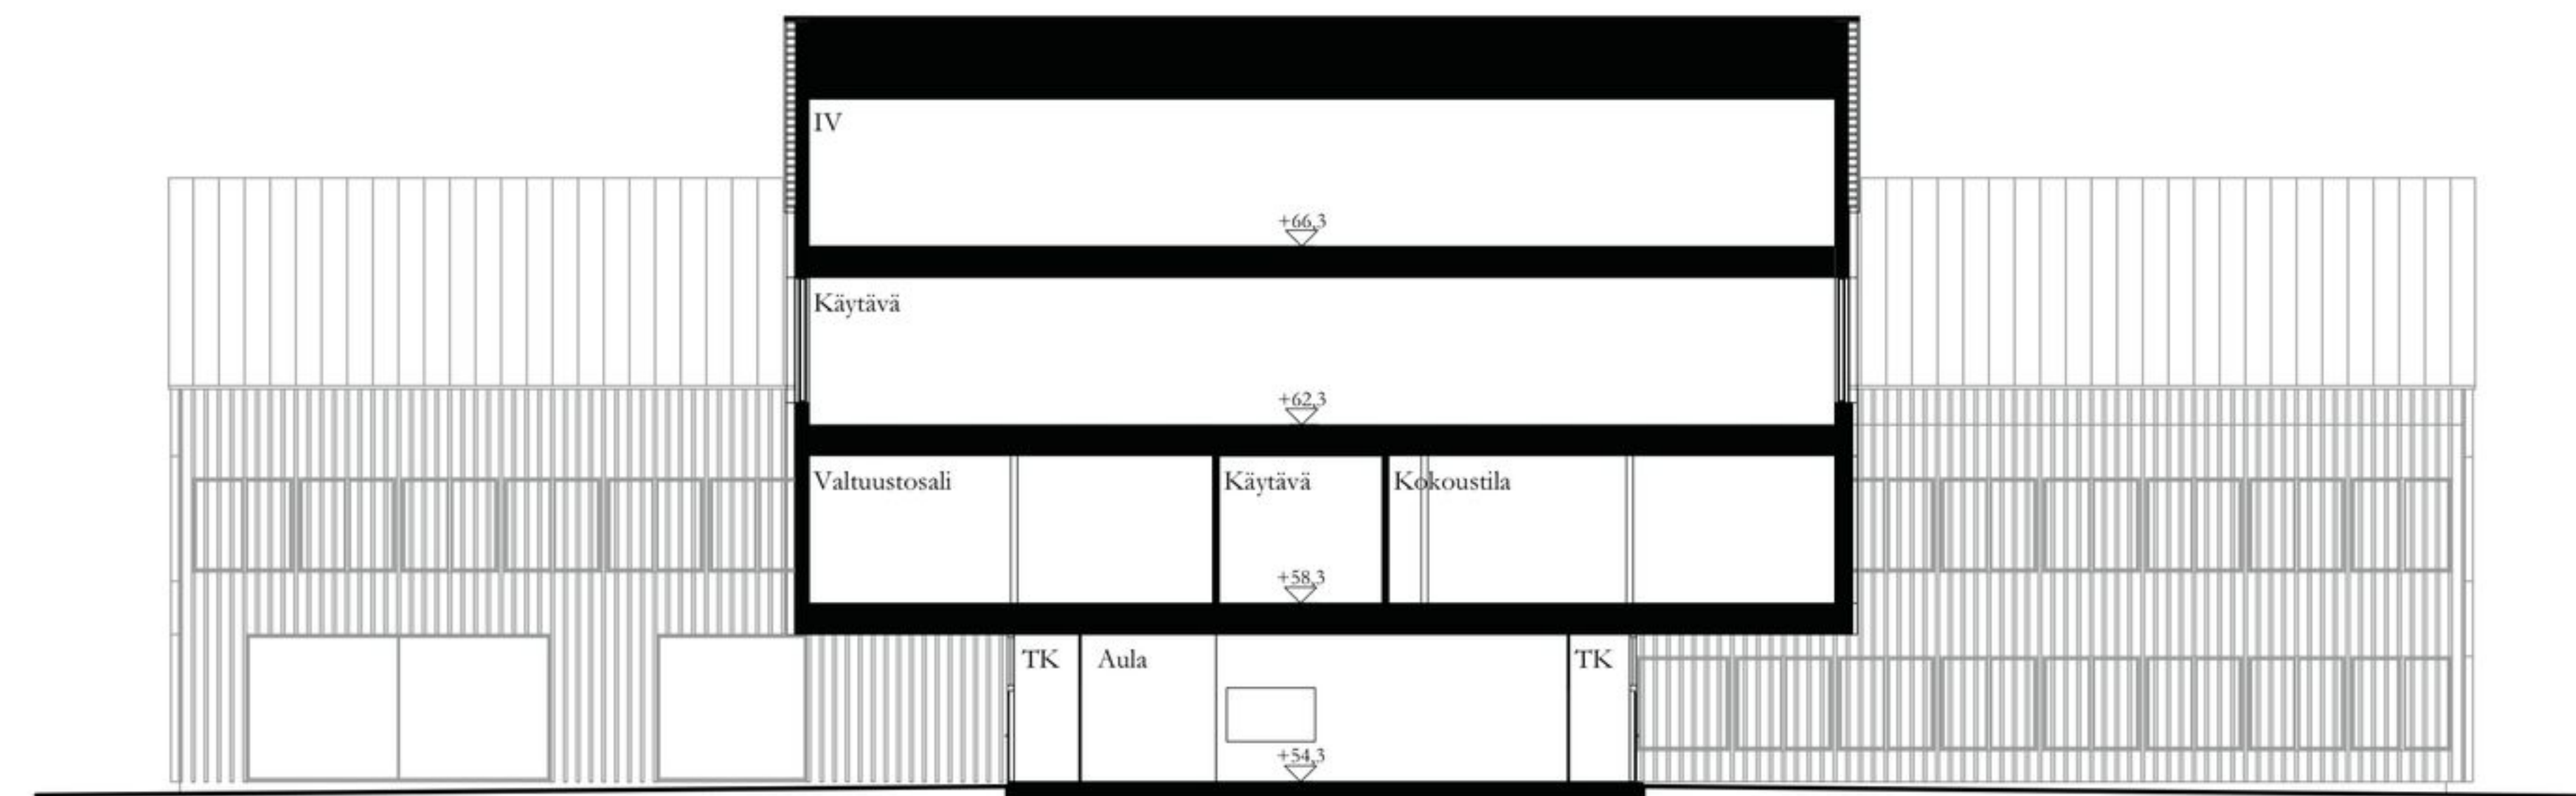 IV
+66,3
Käytävä
+62,3
Valtuustosali
Käytävä
Kokoustila
+58,3
TK
Aula
TK
+54,3